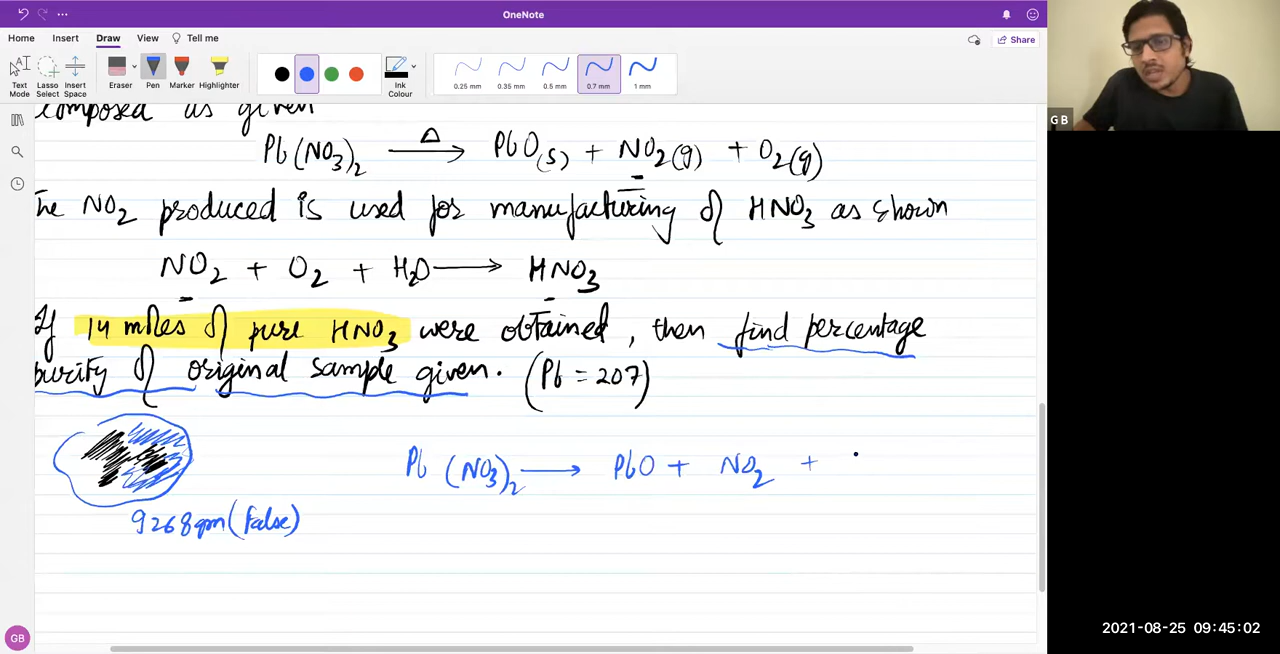 OneNote
Home Insert Draw View Tell me Share
Text Mode Lasso Select Insert Space Eraser Pen Marker Highlighter Ink Colour 0.25 mm 0.35 mm 0.5 mm 0.7 mm 1 mm
composed as given
Pb(NO3)2 —Δ→ PbO(s) + NO2(g) + O2(g)
The NO2 produced is used for manufacturing of HNO3 as shown
NO2 + O2 + H2O → HNO3
If 14 moles of pure HNO3 were obtained, then find percentage
purity of original sample given. (Pb = 207)
Pb (NO3)2 → PbO + NO2 +
9268gm (False)
GB
GB
2021-08-25 09:45:02